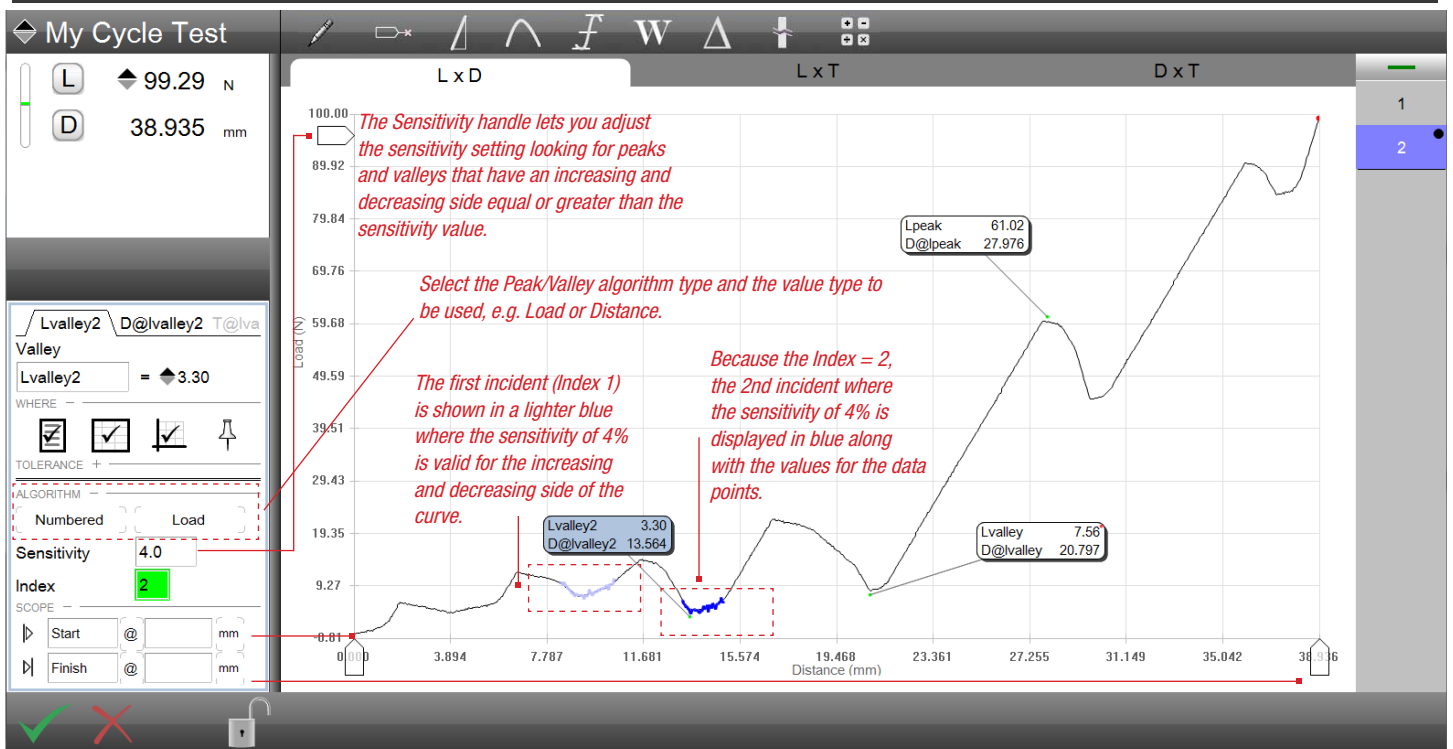 My Cycle Test
W
L 99.29 N
D 38.935 mm
L x D
L x T
D x T
1
2
100.00
89.92
79.84
69.76
59.68
49.59
39.51
29.43
19.35
9.27
-0.81
Load (N)
The Sensitivity handle lets you adjust
the sensitivity setting looking for peaks
and valleys that have an increasing and
decreasing side equal or greater than the
sensitivity value.
Lpeak 61.02
D@lpeak 27.976
Select the Peak/Valley algorithm type and the value type to
be used, e.g. Load or Distance.
The first incident (Index 1)
is shown in a lighter blue
where the sensitivity of 4%
is valid for the increasing
and decreasing side of the
curve.
Because the Index = 2,
the 2nd incident where
the sensitivity of 4% is
displayed in blue along
with the values for the data
points.
Lvalley2 3.30
D@lvalley2 13.564
Lvalley 7.56
D@lvalley 20.797
0.000
3.894
7.787
11.681
15.574
19.468
23.361
27.255
31.149
35.042
38.936
Distance (mm)
Lvalley2 D@lvalley2 T@lva
Valley
Lvalley2 = 3.30
WHERE −
TOLERANCE +
ALGORITHM −
Numbered Load
Sensitivity 4.0
Index 2
SCOPE −
Start @ mm
Finish @ mm